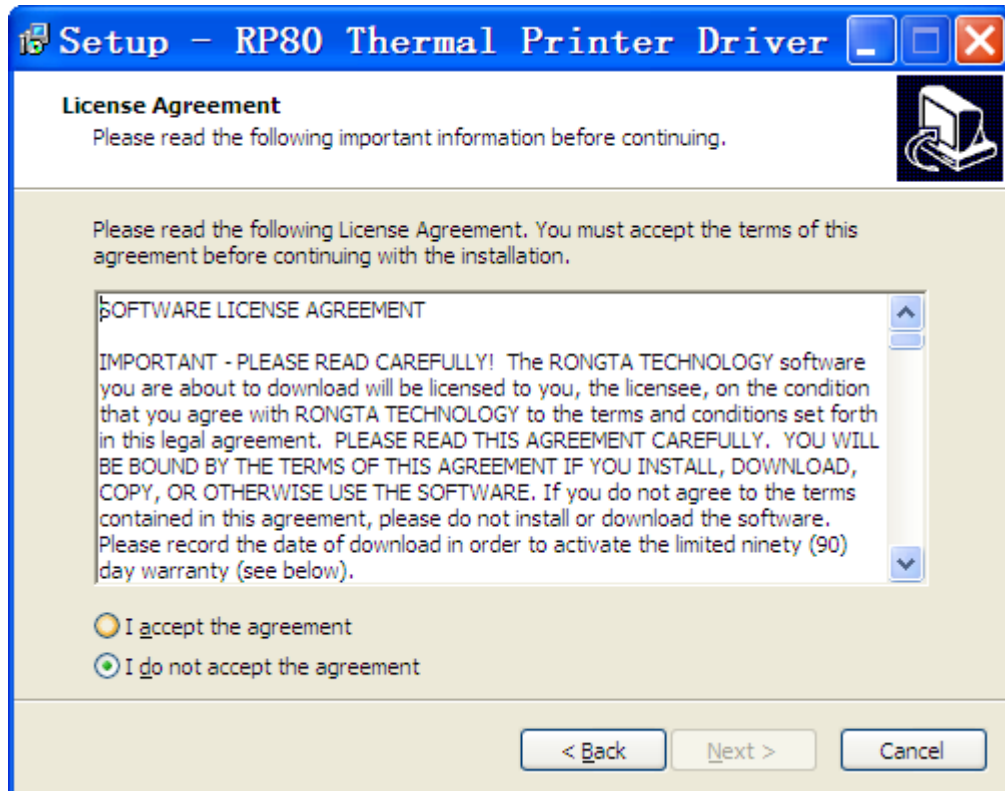 Setup - RP80 Thermal Printer Driver
License Agreement
Please read the following important information before continuing.
Please read the following License Agreement. You must accept the terms of this
agreement before continuing with the installation.
SOFTWARE LICENSE AGREEMENT
IMPORTANT - PLEASE READ CAREFULLY!  The RONGTA TECHNOLOGY software
you are about to download will be licensed to you, the licensee, on the condition
that you agree with RONGTA TECHNOLOGY to the terms and conditions set forth
in this legal agreement.  PLEASE READ THIS AGREEMENT CAREFULLY.  YOU WILL
BE BOUND BY THE TERMS OF THIS AGREEMENT IF YOU INSTALL, DOWNLOAD,
COPY, OR OTHERWISE USE THE SOFTWARE. If you do not agree to the terms
contained in this agreement, please do not install or download the software.
Please record the date of download in order to activate the limited ninety (90)
day warranty (see below).
I accept the agreement
I do not accept the agreement
< Back
Next >
Cancel